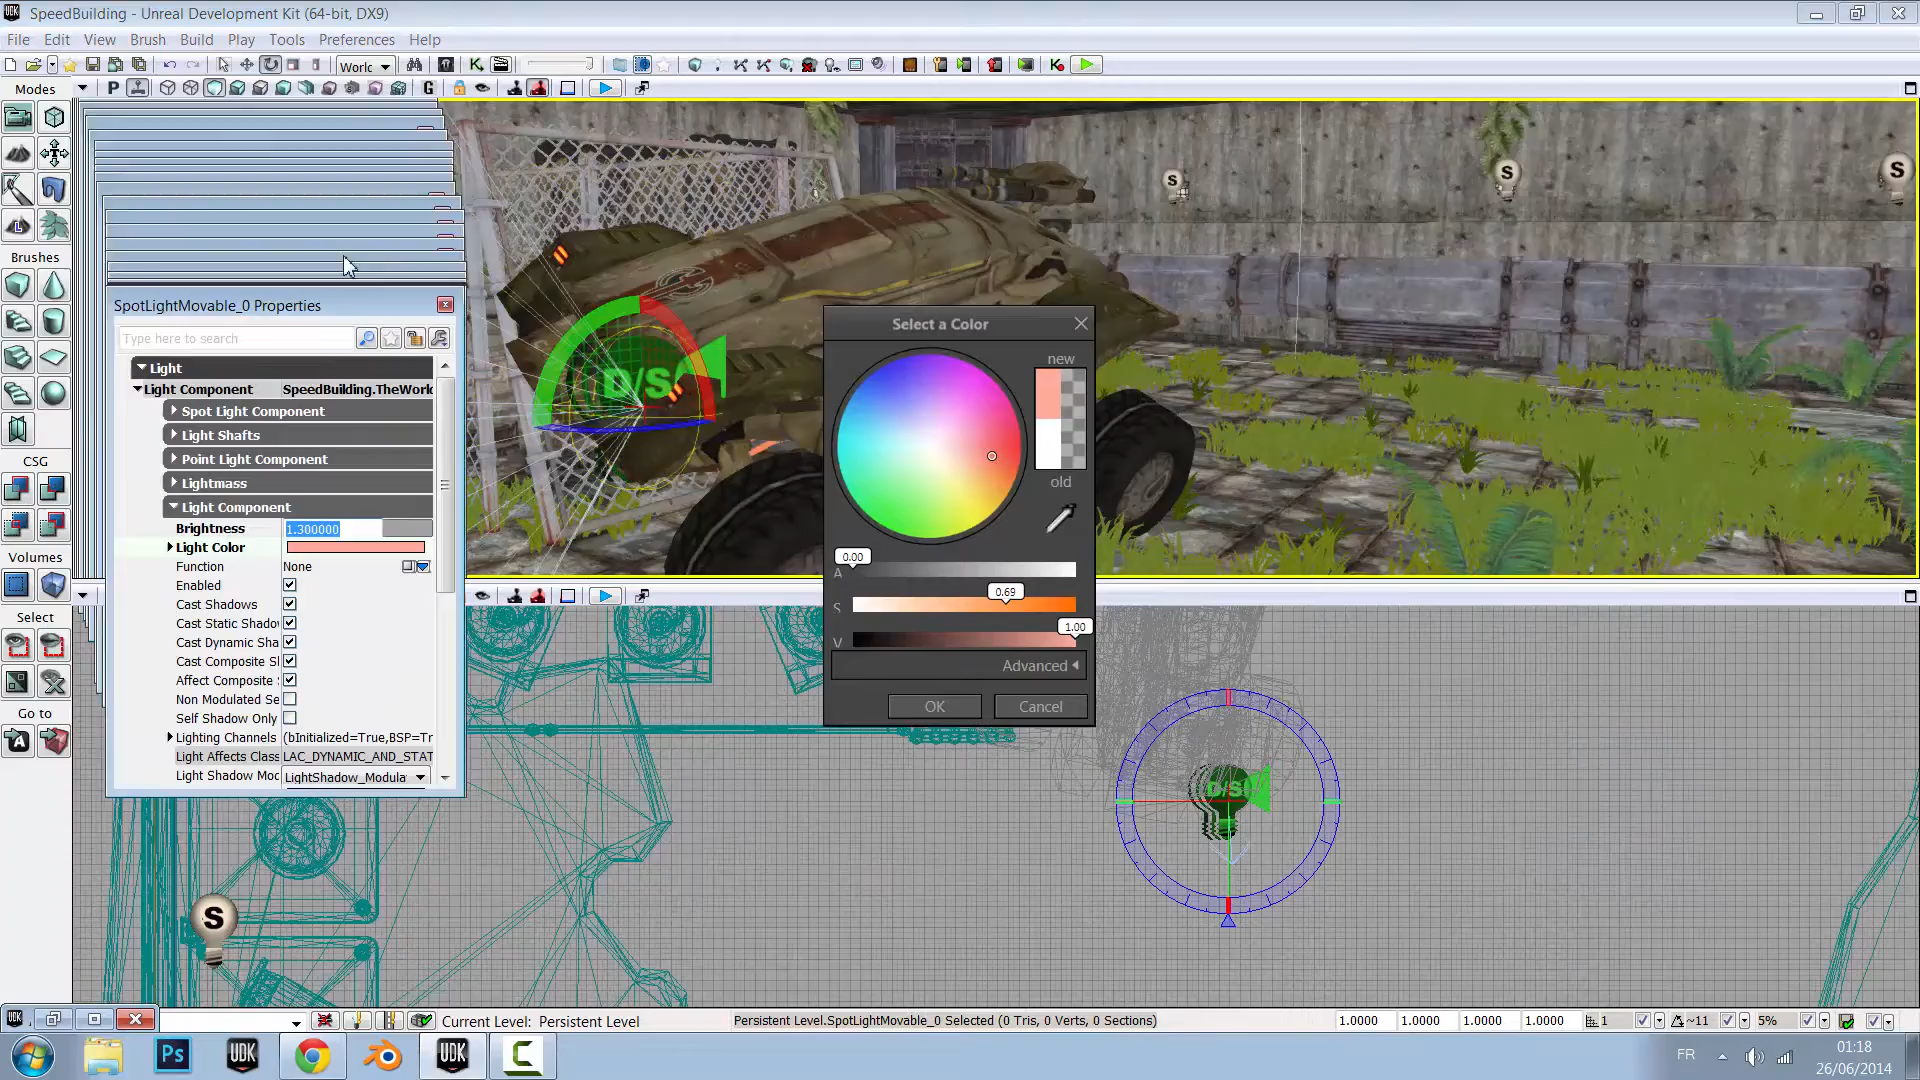 SpeedBuilding - Unreal Development Kit (64-bit, DX9)
File Edit View Brush Build Play Tools Preferences Help
Worlc
Modes
P
G
Brushes
CSG
Volumes
Select
Go to
SpotLightMovable_0 Properties
Type here to search
Light
Light Component SpeedBuilding.TheWorlc
Spot Light Component
Light Shafts
Point Light Component
Lightmass
Light Component
Brightness 1.300000
Light Color
Function None
Enabled
Cast Shadows
Cast Static Shado
Cast Dynamic Sha
Cast Composite Sl
Affect Composite
Non Modulated Se
Self Shadow Only
Lighting Channels (bInitialized=True,BSP=Tr
Light Affects Class LAC_DYNAMIC_AND_STAT
Light Shadow Moc LightShadow_Modula
D/S
S
S
S
Select a Color
new
old
0.00
A
0.69
S
1.00
V
Advanced
OK Cancel
D/S
S
Current Level: Persistent Level
Persistent Level.SpotLightMovable_0 Selected (0 Tris, 0 Verts, 0 Sections)
1.0000 1.0000 1.0000 1.0000 1 ~11 5%
Ps UDK UDK C
FR
01:18
26/06/2014